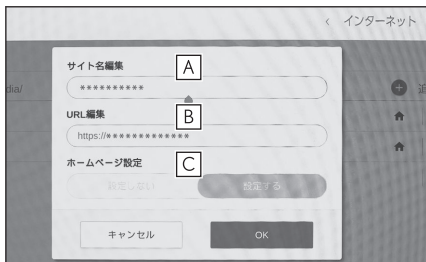 < インターネット
サイト名編集
A
**********
dia/
追
URL編集
B
https://*************
ホームページ設定
C
設定しない
設定する
キャンセル
OK